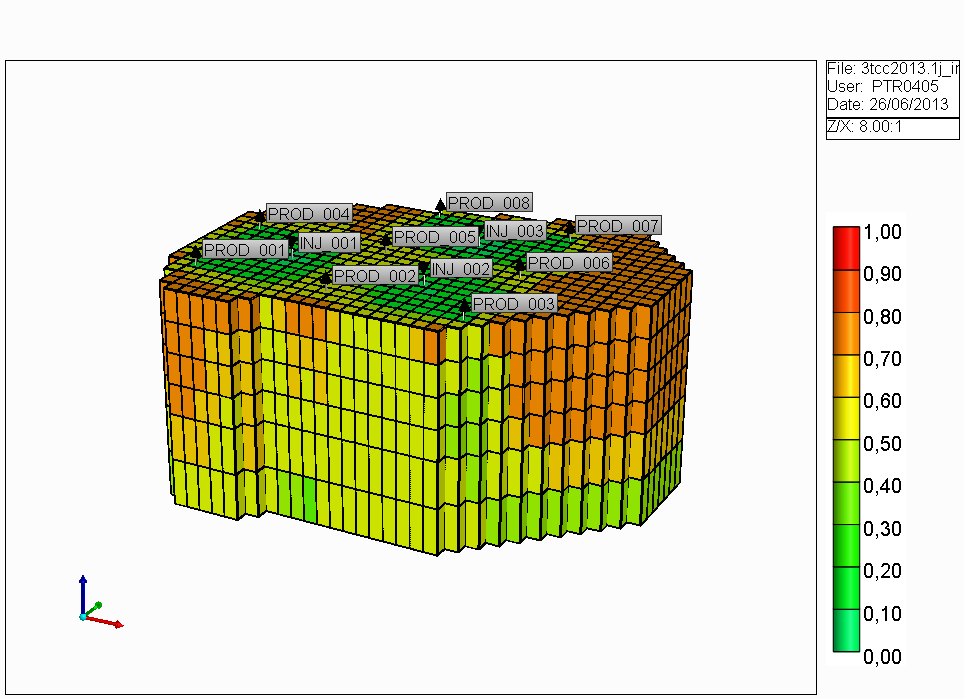 File: 3tcc2013.1j_ir
User: PTR0405
Date: 26/06/2013
Z/X: 8.00:1
PROD_008
PROD_004
PROD_007
INJ_003
PROD_005
INJ_001
PROD_001
PROD_006
INJ_002
PROD_002
PROD_003
1,00
0,90
0,80
0,70
0,60
0,50
0,40
0,30
0,20
0,10
0,00